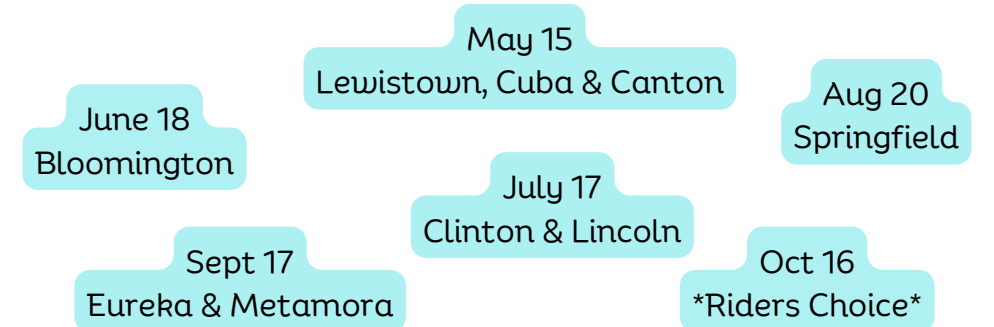 May 15
Lewistown, Cuba & Canton
Aug 20
Springfield
June 18
Bloomington
July 17
Clinton & Lincoln
Sept 17
Eureka & Metamora
Oct 16
*Riders Choice*